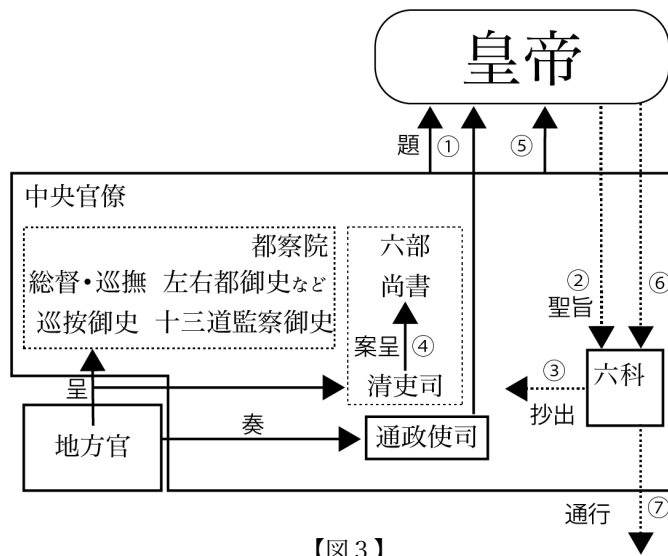 皇帝
題
①
⑤
中央官僚
都察院
総督・巡撫 左右都御史など
巡按御史 十三道監察御史
六部
尚書
案呈
④
清吏司
②
聖旨
⑥
③
抄出
六科
呈
地方官
奏
通政使司
通行
⑦
【図3】